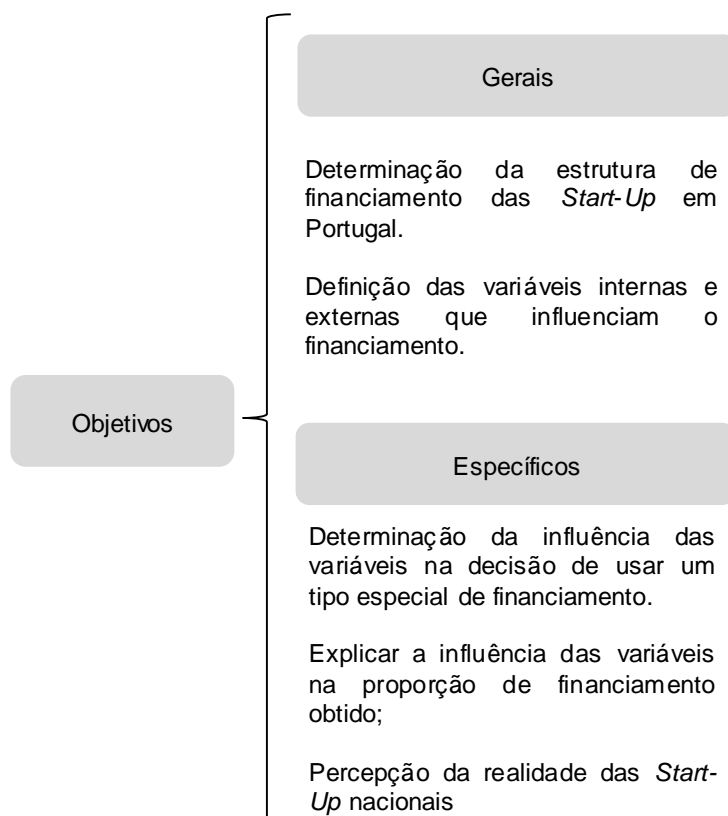 Gerais
Determinação da estrutura de
financiamento das Start-Up em
Portugal.
Definição das variáveis internas e
externas que influenciam o
financiamento.
Objetivos
Específicos
Determinação da influência das
variáveis na decisão de usar um
tipo especial de financiamento.
Explicar a influência das variáveis
na proporção de financiamento
obtido;
Percepção da realidade das Start-
Up nacionais